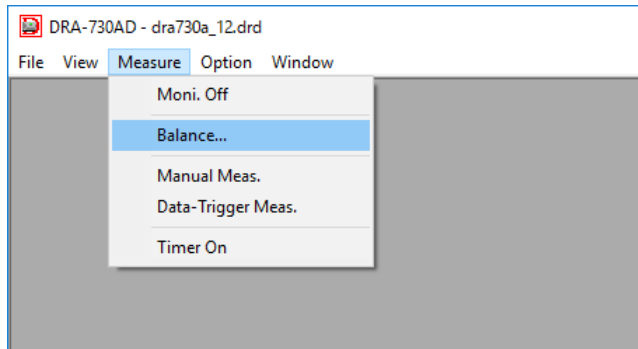 DRA-730AD - dra730a_12.drd
File View Measure Option Window
Moni. Off
Balance...
Manual Meas.
Data-Trigger Meas.
Timer On